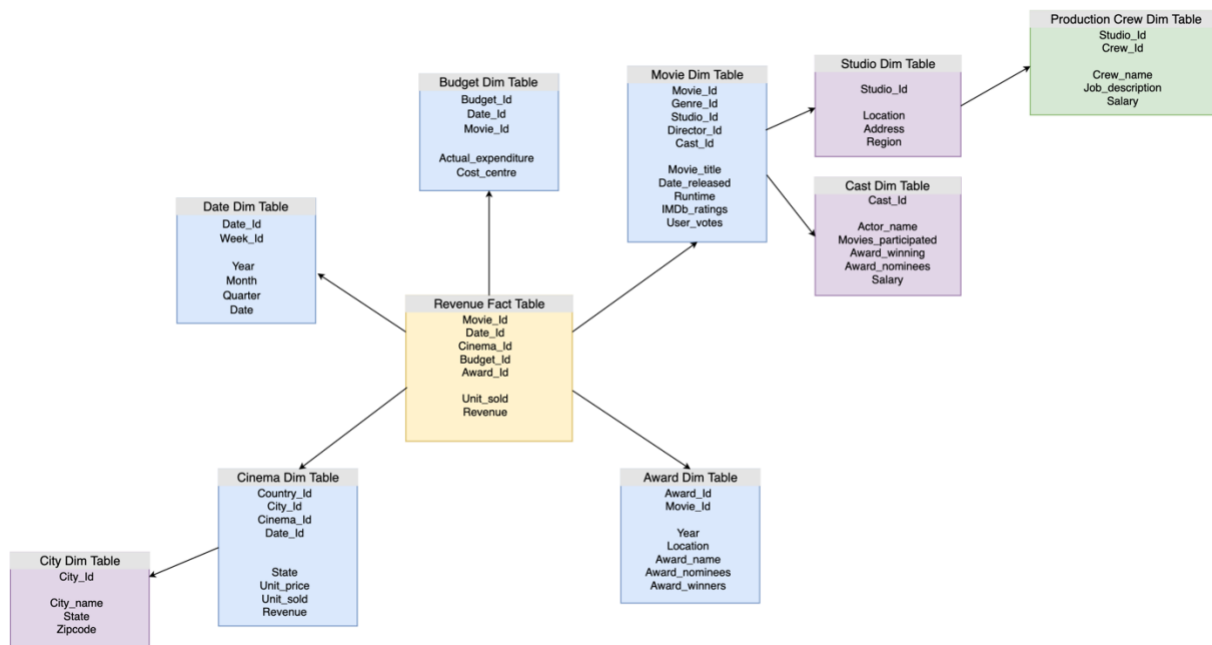 Production Crew Dim Table
Studio_Id
Crew_Id
Crew_name
Job_description
Salary
Studio Dim Table
Studio_Id
Location
Address
Region
Movie Dim Table
Movie_Id
Genre_Id
Studio_Id
Director_Id
Cast_Id
Movie_title
Date_released
Runtime
IMDb_ratings
User_votes
Budget Dim Table
Budget_Id
Date_Id
Movie_Id
Actual_expenditure
Cost_centre
Cast Dim Table
Cast_Id
Actor_name
Movies_participated
Award_winning
Award_nominees
Salary
Date Dim Table
Date_Id
Week_Id
Year
Month
Quarter
Date
Revenue Fact Table
Movie_Id
Date_Id
Cinema_Id
Budget_Id
Award_Id
Unit_sold
Revenue
Cinema Dim Table
Country_Id
City_Id
Cinema_Id
Date_Id
State
Unit_price
Unit_sold
Revenue
Award Dim Table
Award_Id
Movie_Id
Year
Location
Award_name
Award_nominees
Award_winners
City Dim Table
City_Id
City_name
State
Zipcode